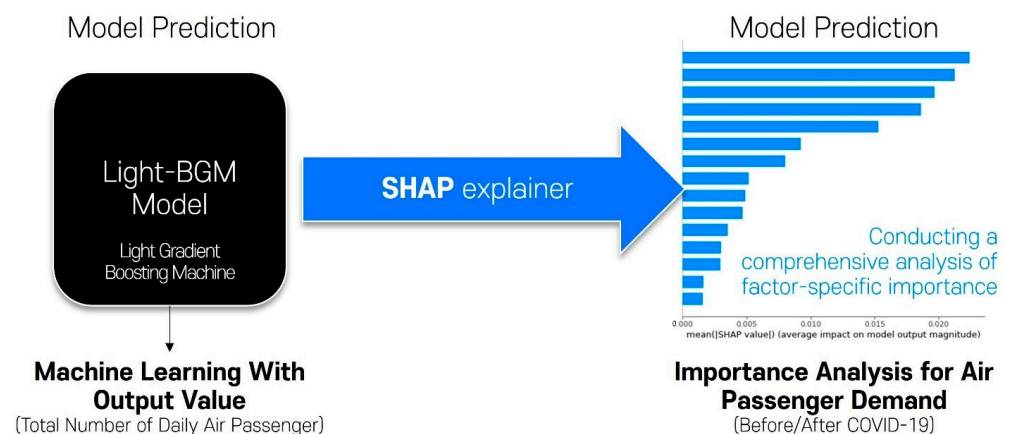 Model Prediction
Light-BGM
Model
Light Gradient
Boosting Machine
Machine Learning With
Output Value
(Total Number of Daily Air Passenger)
SHAP explainer
Model Prediction
Conducting a
comprehensive analysis of
factor-specific importance
0.000 0.005 0.010 0.015 0.020
mean(|SHAP value|) (average impact on model output magnitude)
Importance Analysis for Air
Passenger Demand
(Before/After COVID-19)